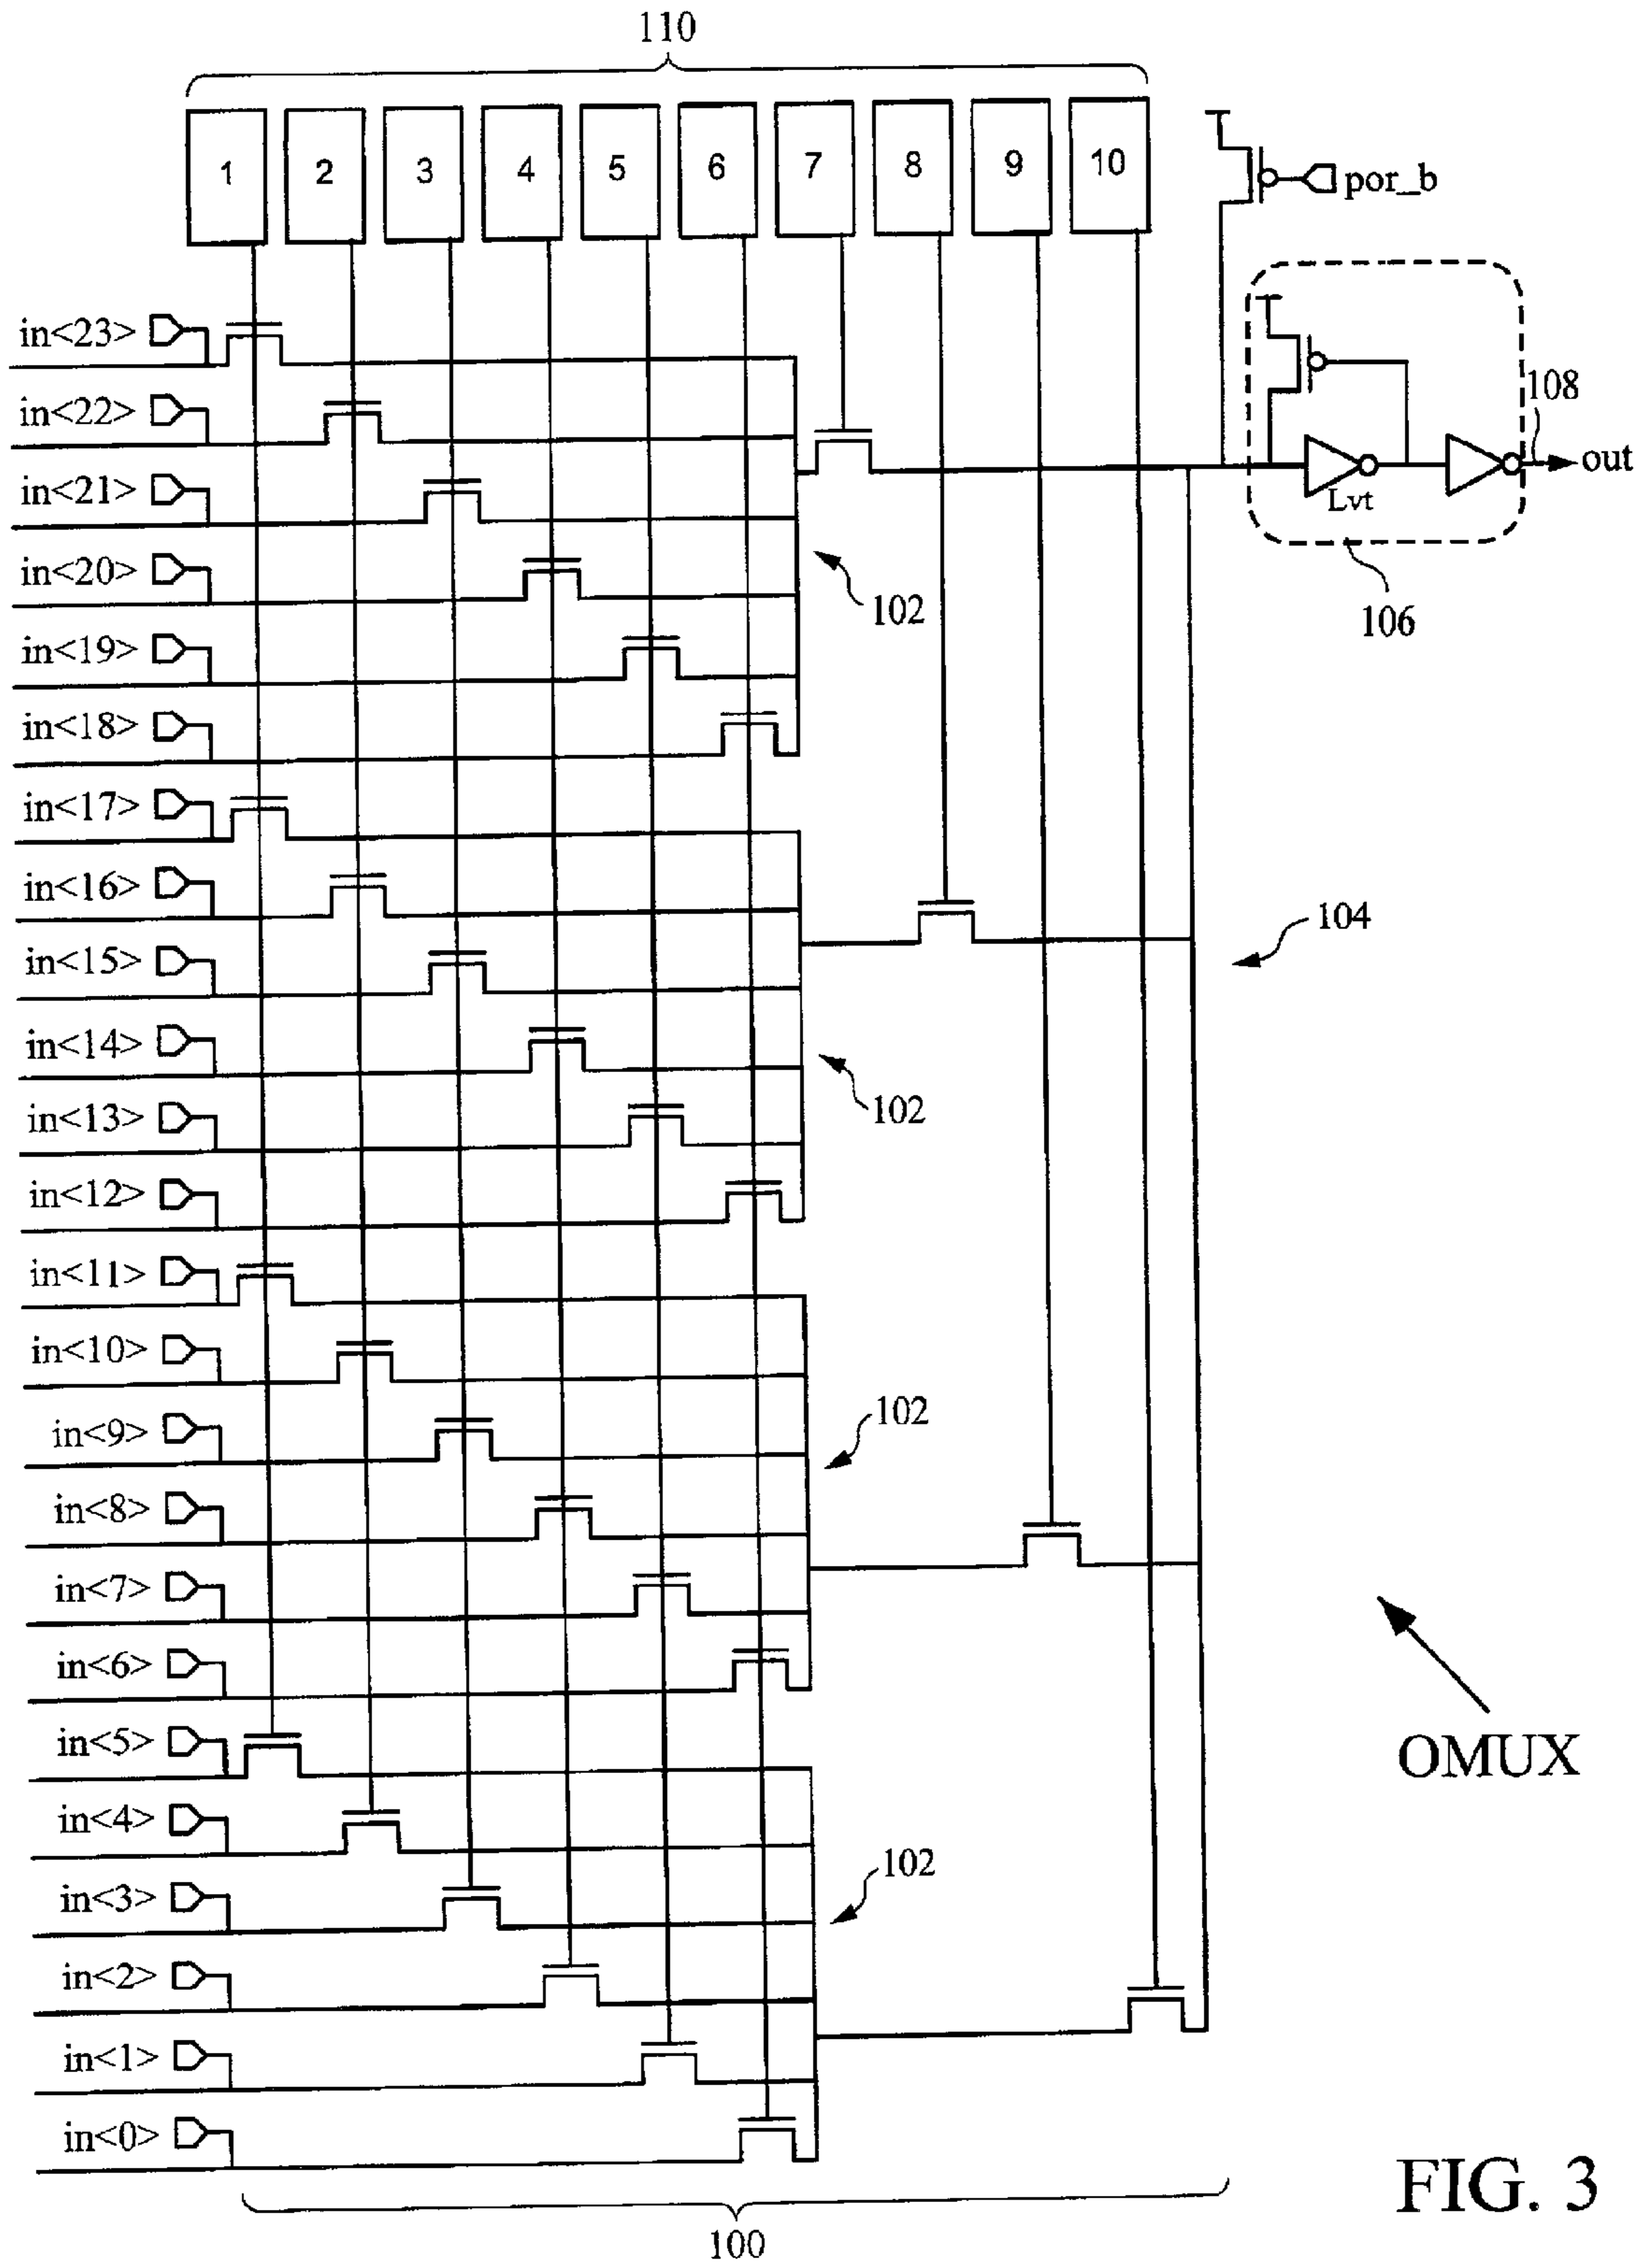 110
1 2 3 4 5 6 7 8 9 10
por_b
in<23>
in<22>
108
in<21>
out
Lvt
in<20>
102
106
in<19>
in<18>
in<17>
in<16>
104
in<15>
in<14>
102
in<13>
in<12>
in<11>
in<10>
102
in<9>
in<8>
in<7>
in<6>
in<5>
OMUX
in<4>
102
in<3>
in<2>
in<1>
in<0>
FIG. 3
100